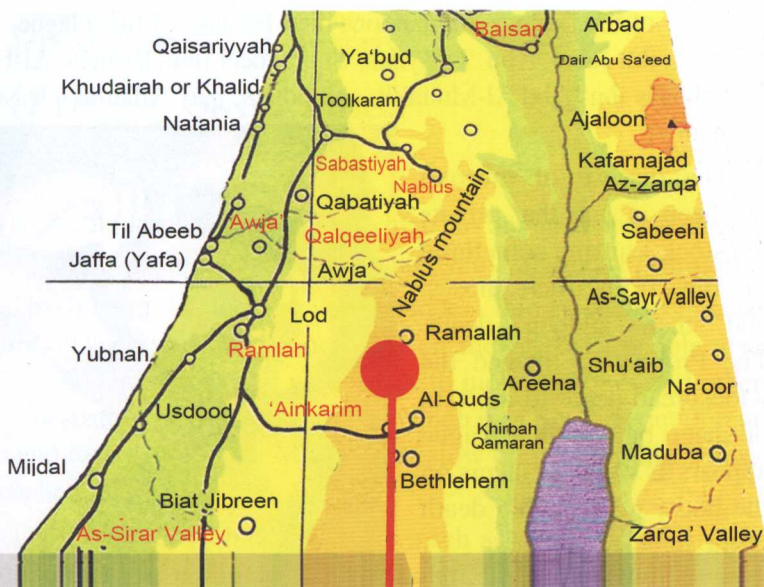 Baisan
Arbad
Qaisariyyah
Ya‘bud
Dair Abu Sa‘eed
Khudairah or Khalid
Toolkaram
Natania
Ajaloon
Sabastiyah
Kafarnajad
Nablus
Az-Zarqa’
Qabatiyah
Awja’
Til Abeeb
Qalqeeliyah
Sabeehi
Jaffa (Yafa)
Awja’
Nablus mountain
As-Sayr Valley
Lod
Ramallah
Ramlah
Yubnah
Shu‘aib
Areeha
Na‘oor
Al-Quds
Usdood
‘Ainkarim
Khirbah
Qamaran
Maduba
Mijdal
Bethlehem
Biat Jibreen
As-Sirar Valley
Zarqa’ Valley